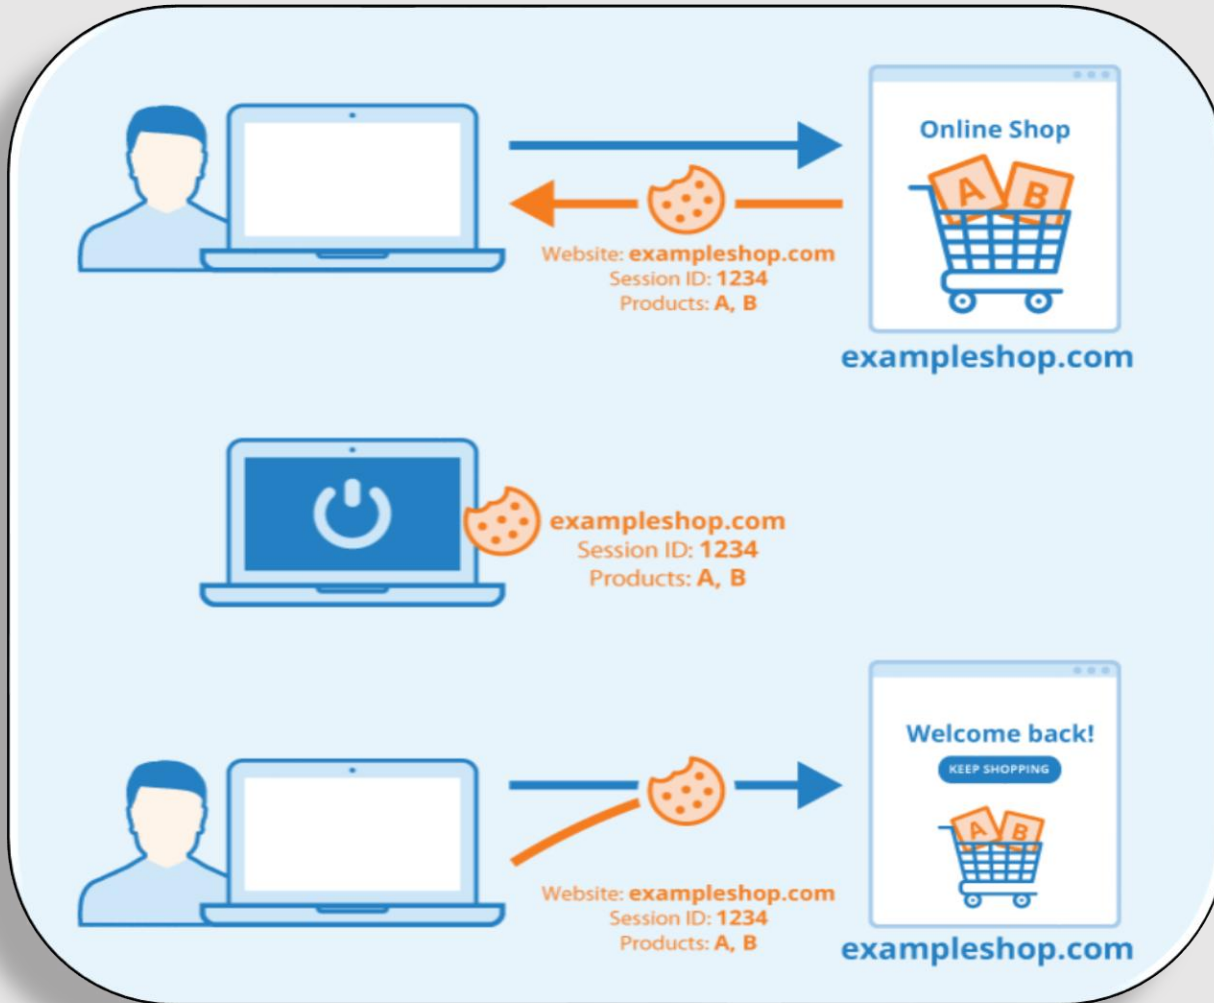 Online Shop
A B
Website: exampleshop.com
Session ID: 1234
Products: A, B
exampleshop.com
exampleshop.com
Session ID: 1234
Products: A, B
Welcome back!
KEEP SHOPPING
A B
Website: exampleshop.com
Session ID: 1234
Products: A, B
exampleshop.com